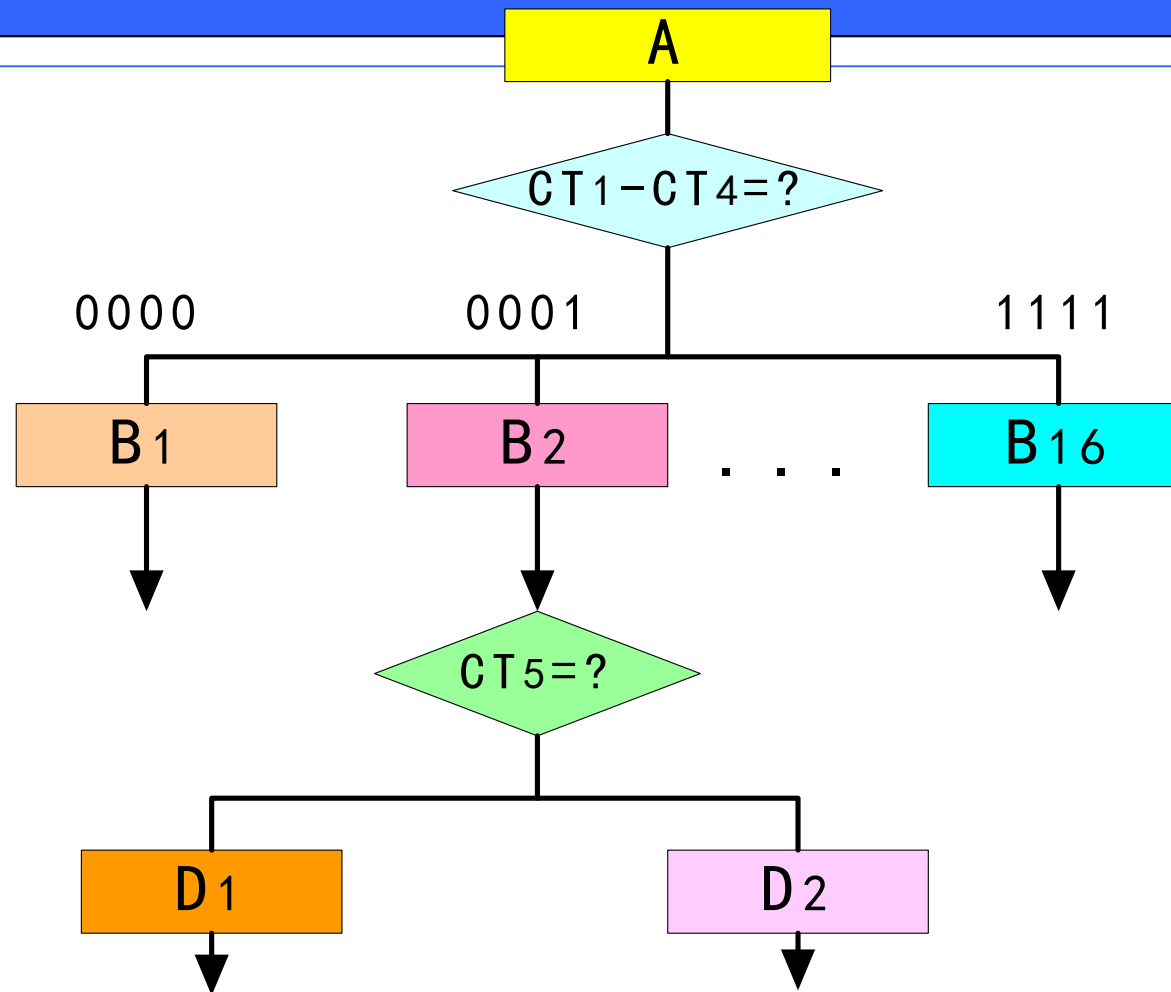 A
CT1-CT4=?
0000 0001 1111
B1 B2 ... B16
CT5=?
D1 D2